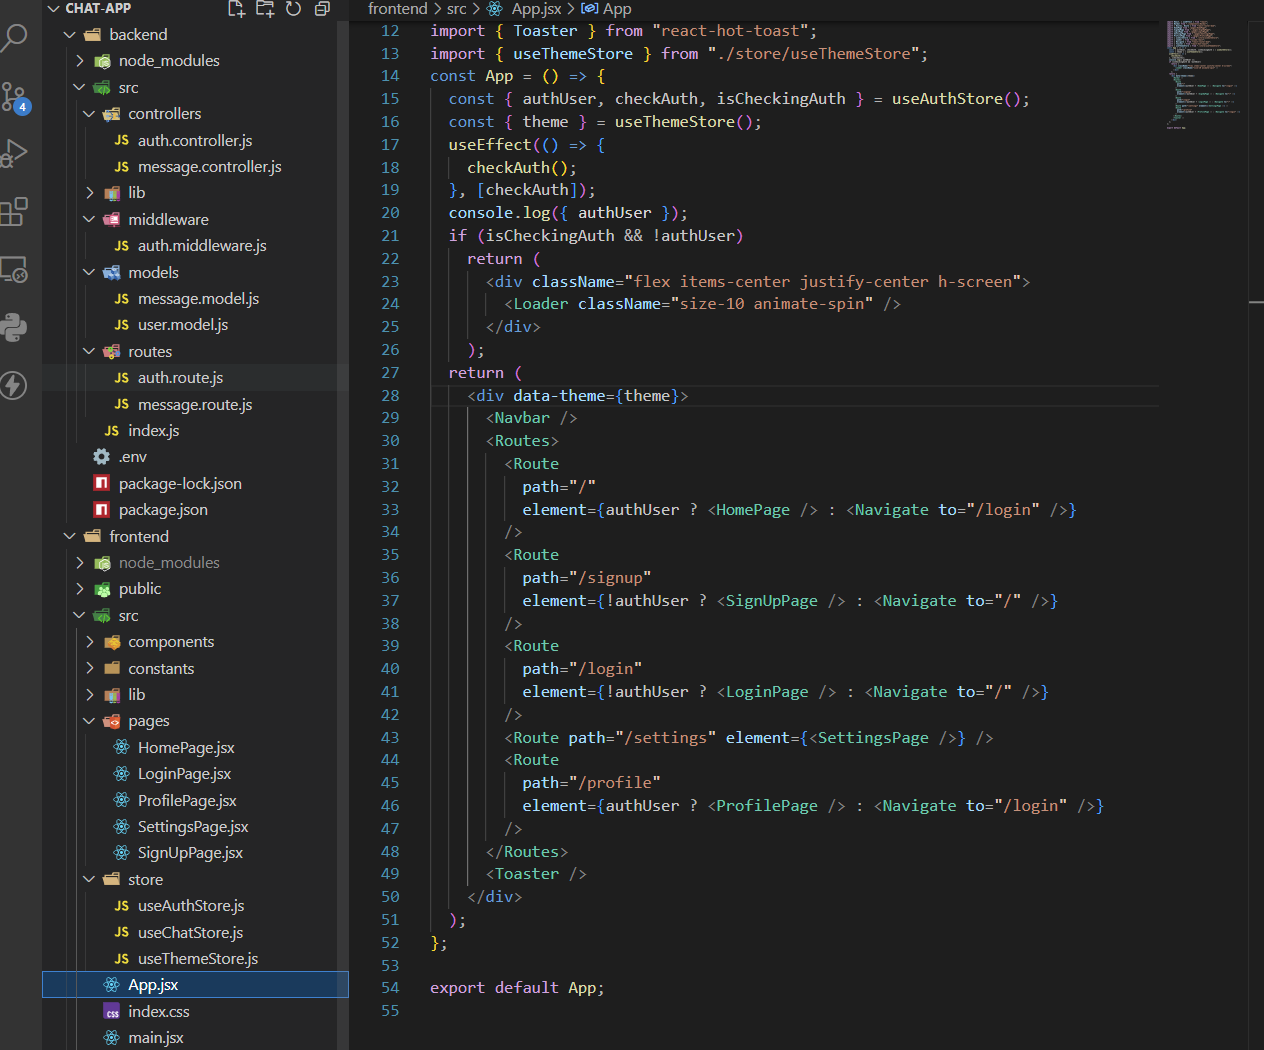 CHAT-APP
backend
node_modules
src
controllers
JS auth.controller.js
JS message.controller.js
lib
middleware
JS auth.middleware.js
models
JS message.model.js
JS user.model.js
routes
JS auth.route.js
JS message.route.js
JS index.js
.env
package-lock.json
package.json
frontend
node_modules
public
src
components
constants
lib
pages
HomePage.jsx
LoginPage.jsx
ProfilePage.jsx
SettingsPage.jsx
SignUpPage.jsx
store
JS useAuthStore.js
JS useChatStore.js
JS useThemeStore.js
App.jsx
css index.css
main.jsx
4
frontend > src > App.jsx > App
12 import { Toaster } from "react-hot-toast";
13 import { useThemeStore } from "./store/useThemeStore";
14 const App = () => {
15 const { authUser, checkAuth, isCheckingAuth } = useAuthStore();
16 const { theme } = useThemeStore();
17 useEffect(() => {
18 checkAuth();
19 }, [checkAuth]);
20 console.log({ authUser });
21 if (isCheckingAuth && !authUser)
22 return (
23 <div className="flex items-center justify-center h-screen">
24 <Loader className="size-10 animate-spin" />
25 </div>
26 );
27 return (
28 <div data-theme={theme}>
29 <Navbar />
30 <Routes>
31 <Route
32 path="/"
33 element={authUser ? <HomePage /> : <Navigate to="/login" />}
34 />
35 <Route
36 path="/signup"
37 element={!authUser ? <SignUpPage /> : <Navigate to="/" />}
38 />
39 <Route
40 path="/login"
41 element={!authUser ? <LoginPage /> : <Navigate to="/" />}
42 />
43 <Route path="/settings" element={<SettingsPage />} />
44 <Route
45 path="/profile"
46 element={authUser ? <ProfilePage /> : <Navigate to="/login" />}
47 />
48 </Routes>
49 <Toaster />
50 </div>
51 );
52 };
53
54 export default App;
55